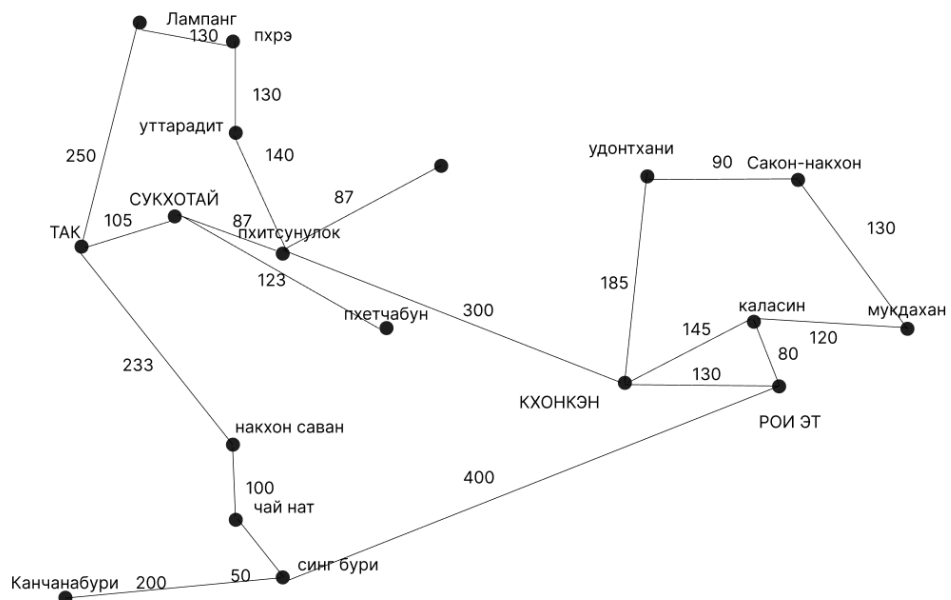 Лампанг
130
пхрэ
130
уттарадит
140
удонтхани
90
Сакон-накхон
250
СУКХОТАЙ
87
105
87
ТАК
пхитсунулок
130
123
185
каласин
мукдахан
пхетчабун
300
145
120
80
233
130
КХОНКЭН
РОИ ЭТ
накхон саван
400
100
чай нат
синг бури
50
Канчанабури
200